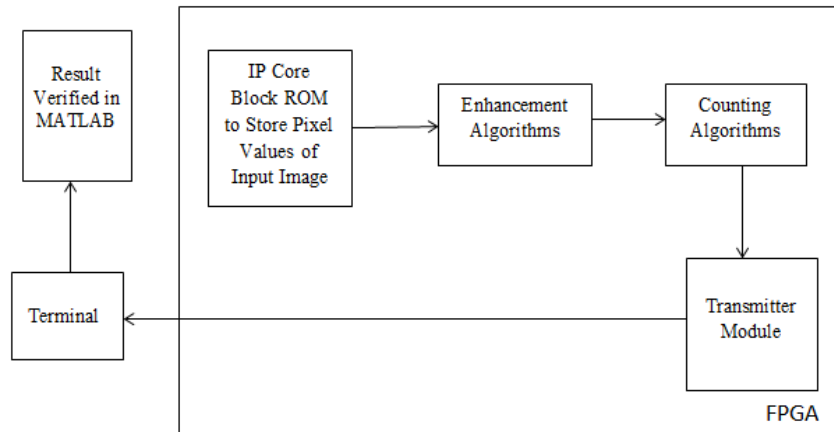 Result
Verified in
MATLAB
IP Core
Block ROM
to Store Pixel
Values of
Input Image
Enhancement
Algorithms
Counting
Algorithms
Terminal
Transmitter
Module
FPGA